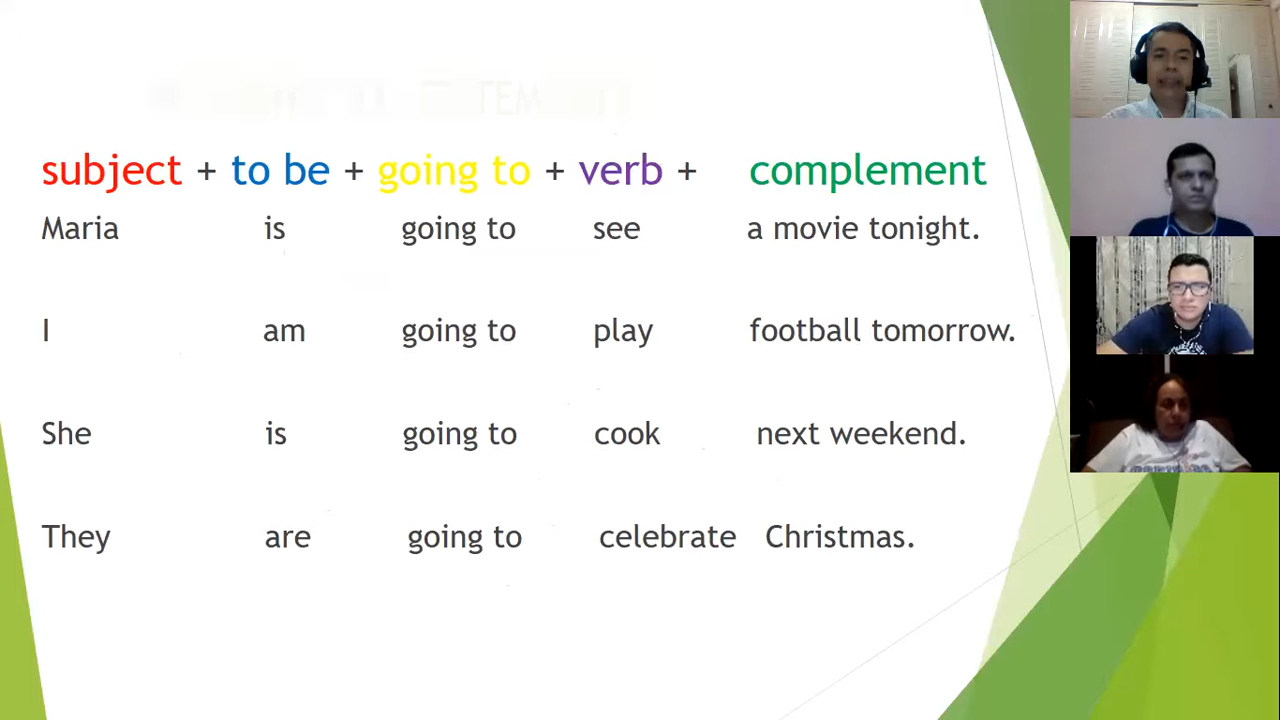 subject + to be + going to + verb + complement
Maria is going to see a movie tonight.
I am going to play football tomorrow.
She is going to cook next weekend.
They are going to celebrate Christmas.